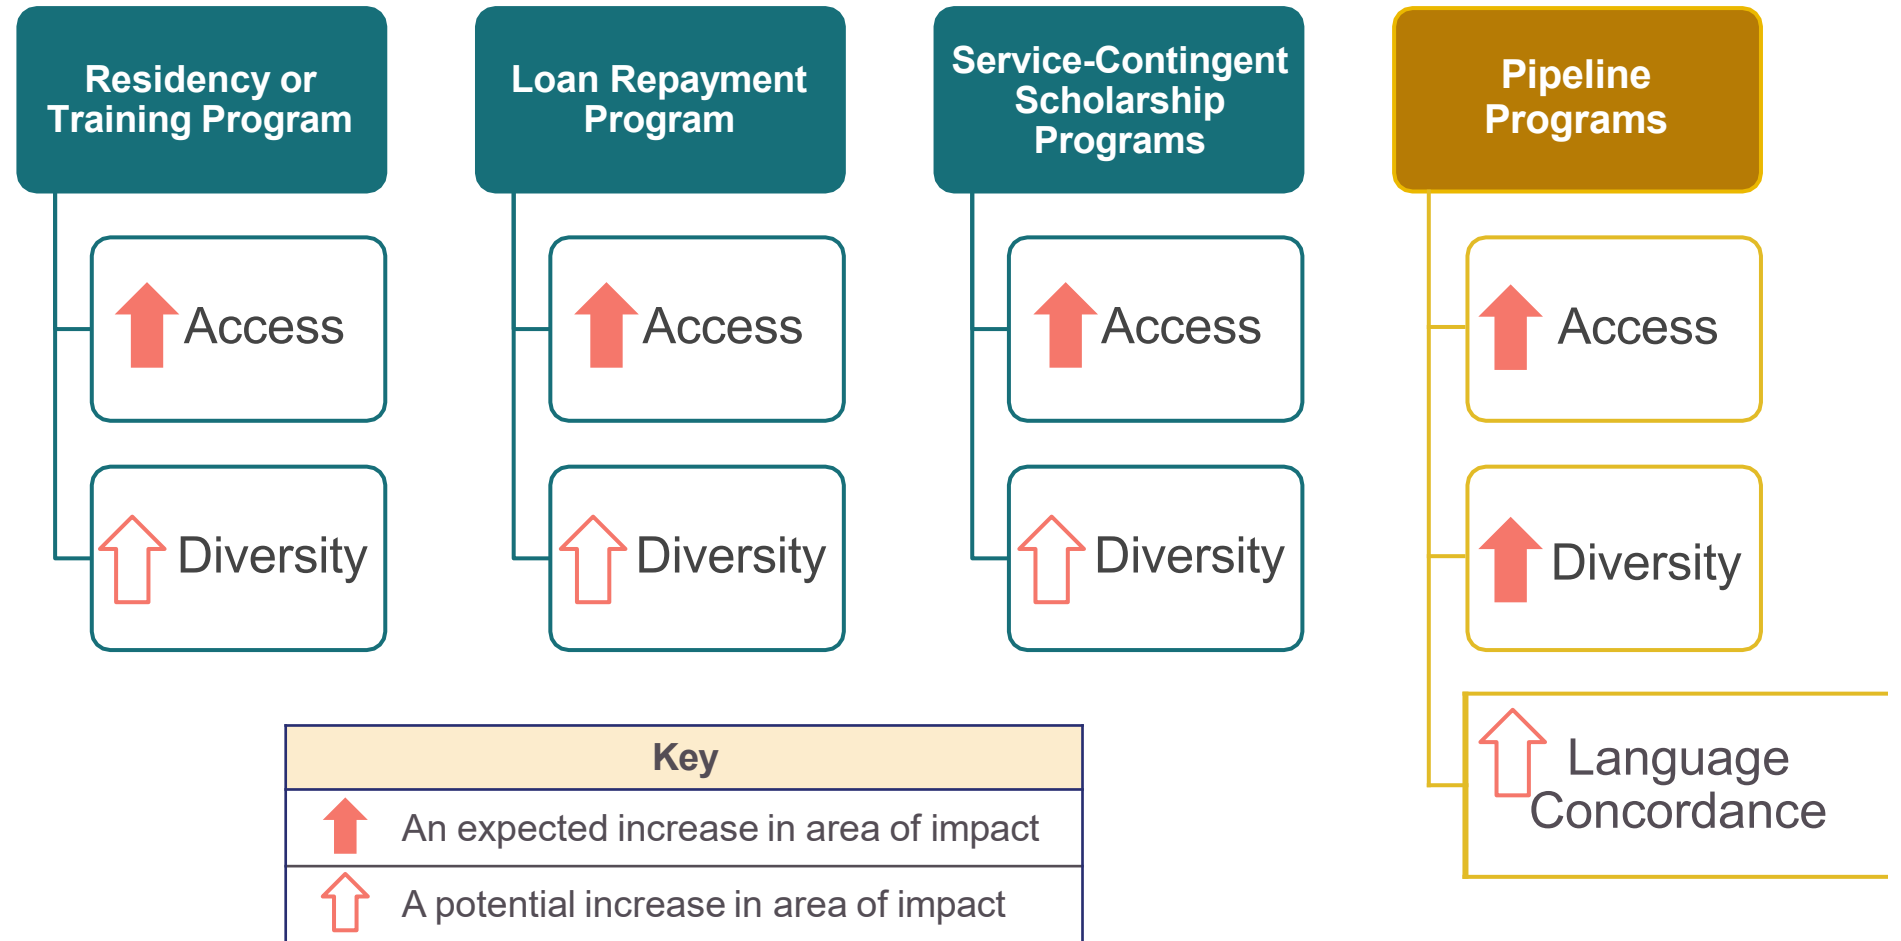 Residency or
Training Program
Access
Diversity
Loan Repayment
Program
Access
Diversity
Service-Contingent
Scholarship
Programs
Access
Diversity
Pipeline
Programs
Access
Diversity
Language
Concordance
Key
An expected increase in area of impact
A potential increase in area of impact